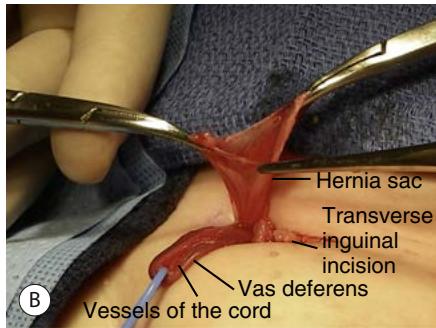 Hernia sac
Transverse
inguinal
incision
Vas deferens
Vessels of the cord
B